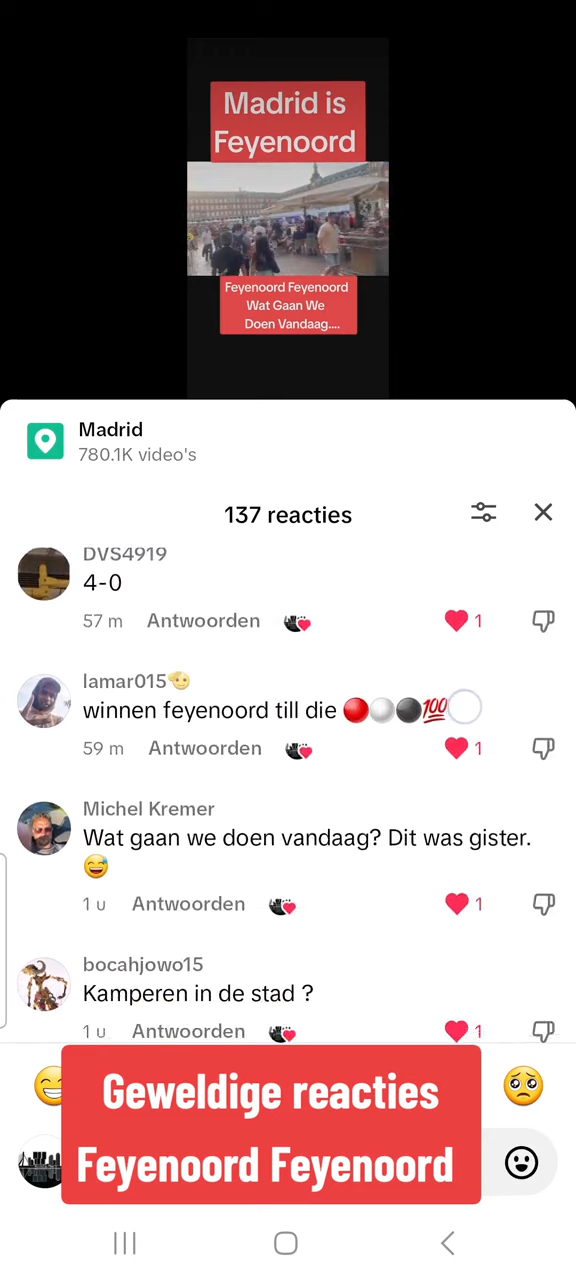 Madrid is
Feyenoord
Feyenoord Feyenoord
Wat Gaan We
Doen Vandaag....
Madrid
780.1K video's
137 reacties
DVS4919
4-0
57 m Antwoorden 1
lamar015🫡
winnen feyenoord till die 🔴⚪⚫💯⚪
59 m Antwoorden 1
Michel Kremer
Wat gaan we doen vandaag? Dit was gister.
😅
1 u Antwoorden 1
bocahjowo15
Kamperen in de stad ?
1 u Antwoorden 1
Geweldige reacties
Feyenoord Feyenoord